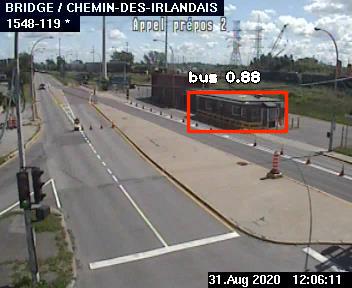 BRIDGE / CHEMIN-DES-IRLANDAIS
1548-119 *
Appel prépos 2
bus 0.88
31.Aug 2020 12:06:11